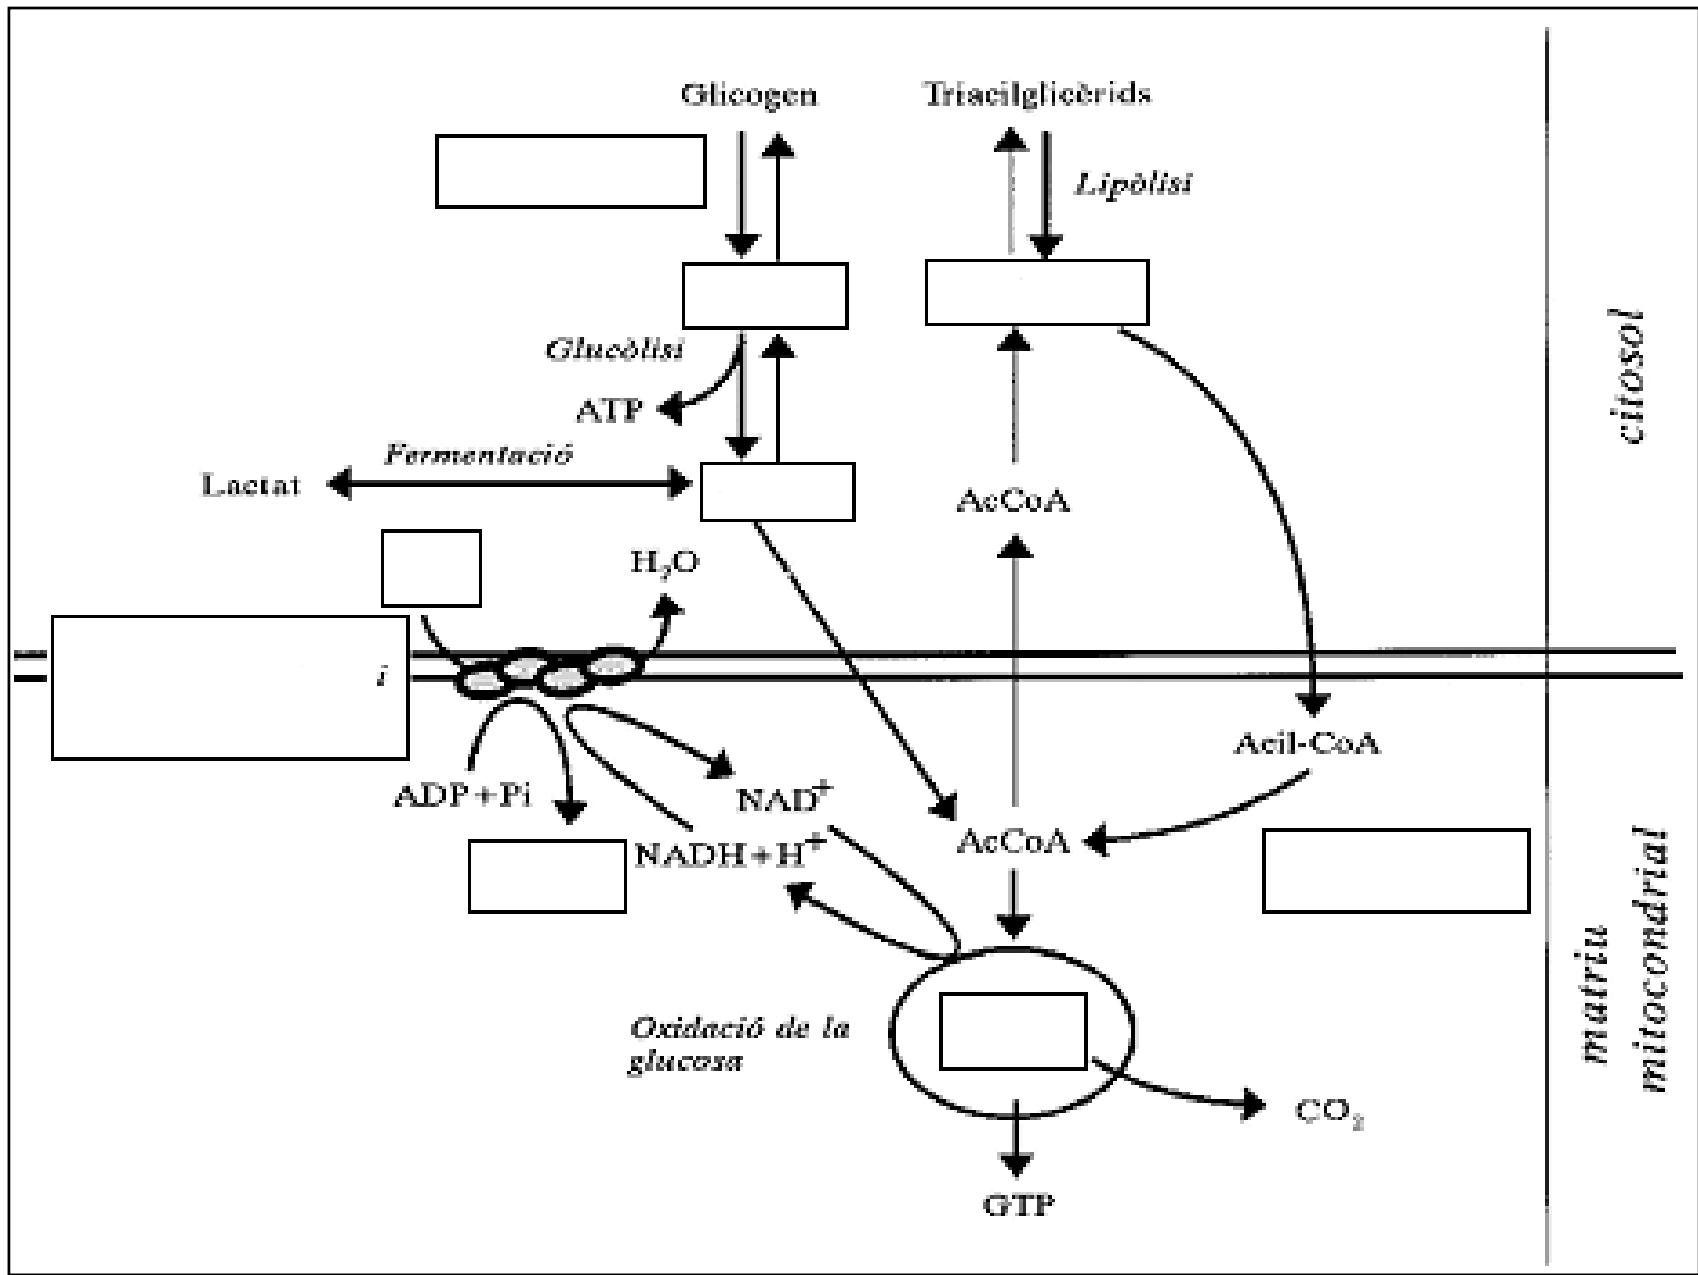 Glicogen
Triacilglicèrids
Lipòlisi
Glucòlisi
ATP
Fermentació
Lactat
AcCoA
H₂O
i
Acil-CoA
ADP+Pi
NAD⁺
NADH+H⁺
AcCoA
Oxidació de la
glucosa
CO₂
GTP
citosol
matriu
mitocondrial